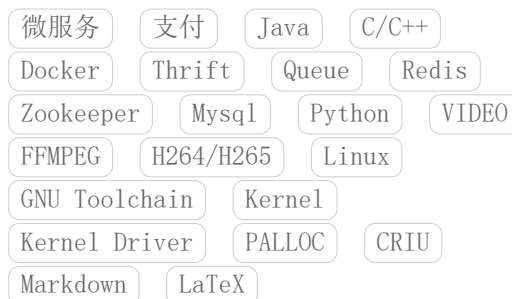 微服务 支付 Java C/C++
Docker Thrift Queue Redis
Zookeeper Mysql Python VIDEO
FFMPEG H264/H265 Linux
GNU Toolchain Kernel
Kernel Driver PALLOC CRIU
Markdown LaTeX